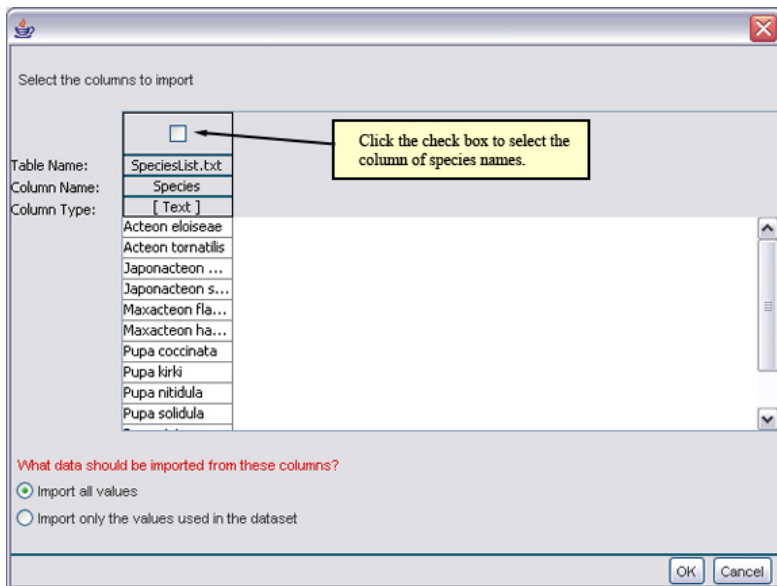 Select the columns to import
Click the check box to select the
column of species names.
Table Name: SpeciesList.txt
Column Name: Species
Column Type: [ Text ]
Acteon eloiseae
Acteon tornatilis
Japonacteon ...
Japonacteon s...
Maxacteon fla...
Maxacteon ha...
Pupa coccinata
Pupa kirki
Pupa nitidula
Pupa solidula
What data should be imported from these columns?
Import all values
Import only the values used in the dataset
OK Cancel